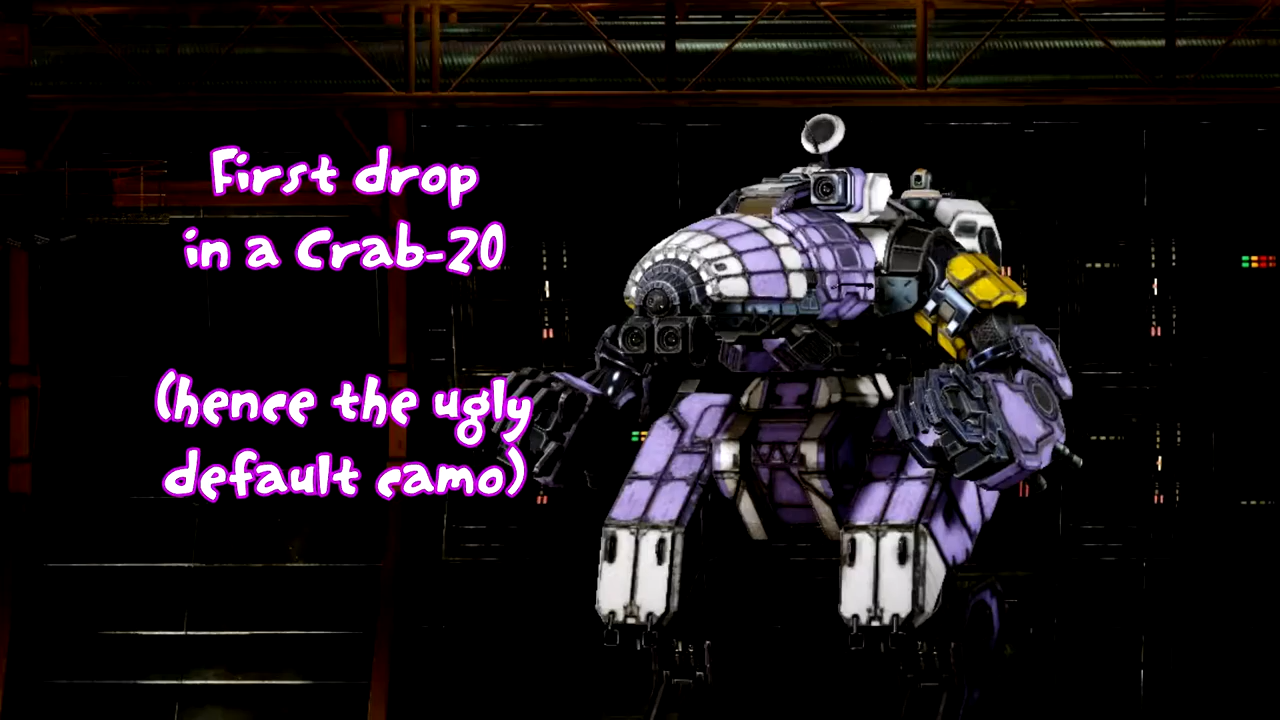 First drop
in a Crab-20
(hence the ugly
default camo)